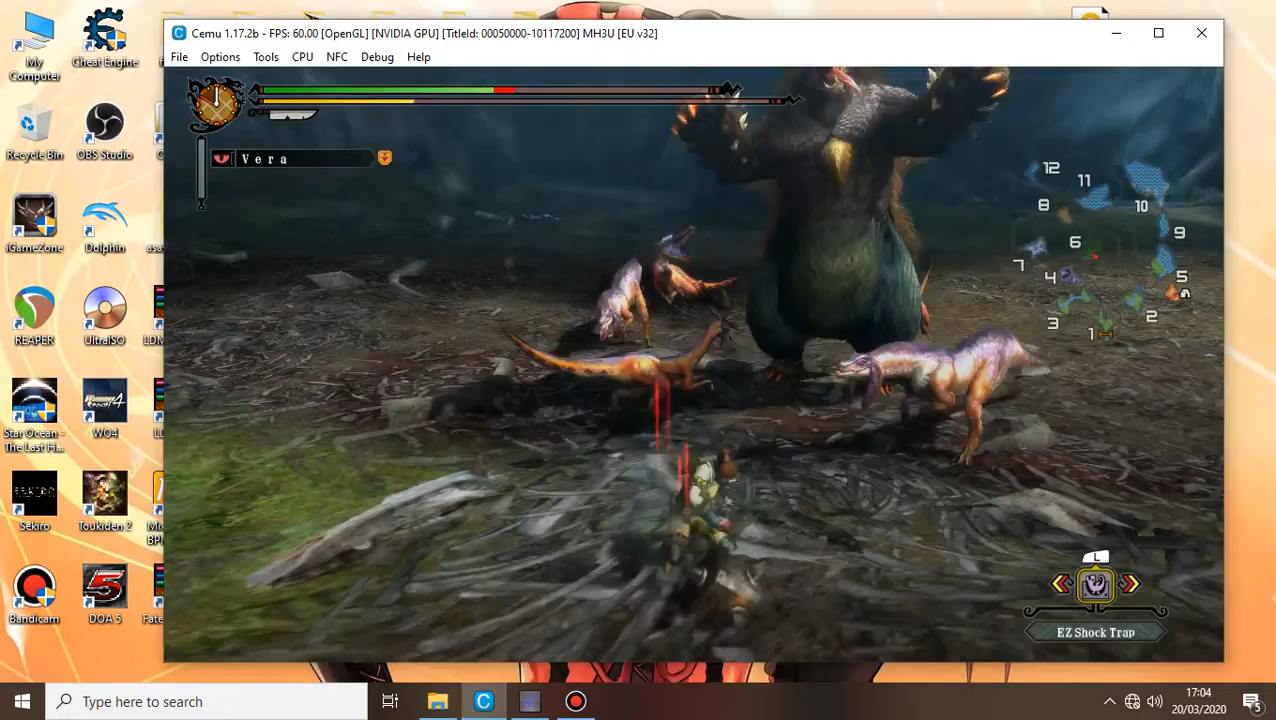 Cemu 1.17.2b - FPS: 60.00 [OpenGL] [NVIDIA GPU] [TitleId: 00050000-10117200] MH3U [EU v32]
File Options Tools CPU NFC Debug Help
My Computer
Cheat Engine
Recycle Bin
OBS Studio
iGameZone
Dolphin
REAPER
UltraISO
Star Ocean - The Last H...
WO4
Sekiro
Toukiden 2
Bandicam
DOA 5
Fate
Vera
12
11
8
10
6
9
7
4
5
3
2
1
L
EZ Shock Trap
Type here to search
17:04
20/03/2020
5